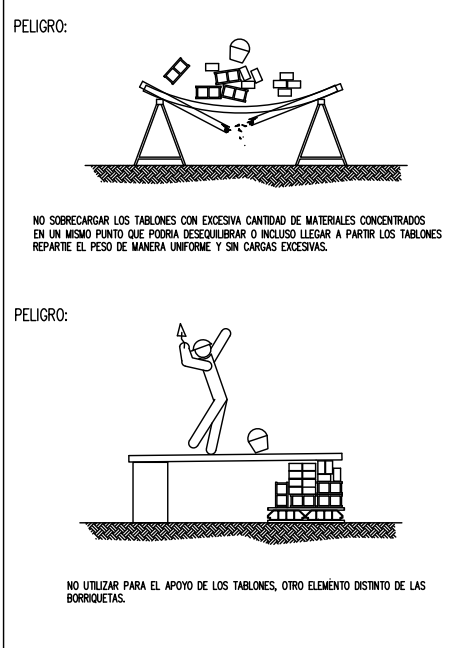 PELIGRO:
NO SOBRECARGAR LOS TABLONES CON EXCESIVA CANTIDAD DE MATERIALES CONCENTRADOS
EN UN MISMO PUNTO QUE PODRIA DESEQUILIBRAR O INCLUSO LLEGAR A PARTIR LOS TABLONES
REPARTIE EL PESO DE MANERA UNIFORME Y SIN CARGAS EXCESIVAS.
PELIGRO:
NO UTILIZAR PARA EL APOYO DE LOS TABLONES, OTRO ELEMENTO DISTINTO DE LAS
BORRIQUETAS.